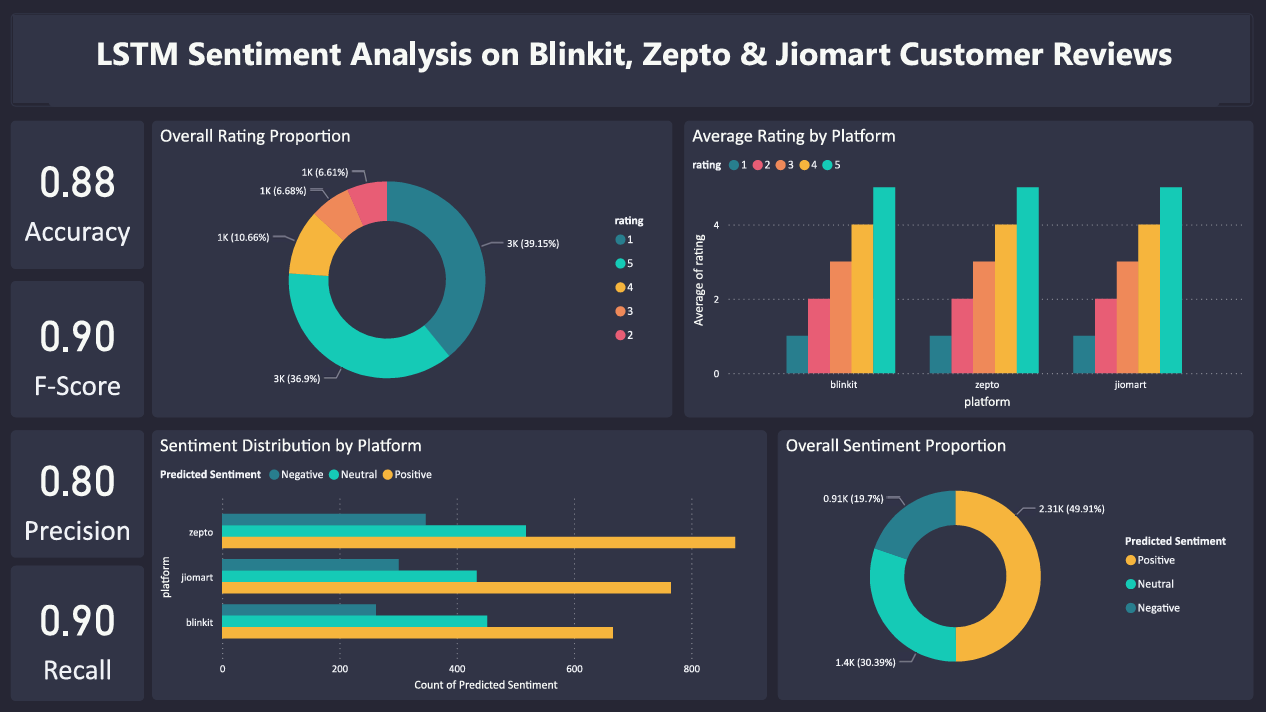 LSTM Sentiment Analysis on Blinkit, Zepto & Jiomart Customer Reviews
0.88
Accuracy
0.90
F-Score
0.80
Precision
0.90
Recall
Overall Rating Proportion
1K (6.61%)
1K (6.68%)
1K (10.66%)
3K (39.15%)
3K (36.9%)
rating
1
5
4
3
2
Average Rating by Platform
rating 1 2 3 4 5
Average of rating
4
2
0
blinkit zepto jiomart
platform
Sentiment Distribution by Platform
Predicted Sentiment Negative Neutral Positive
platform
zepto
jiomart
blinkit
0 200 400 600 800
Count of Predicted Sentiment
Overall Sentiment Proportion
0.91K (19.7%)
2.31K (49.91%)
1.4K (30.39%)
Predicted Sentiment
Positive
Neutral
Negative